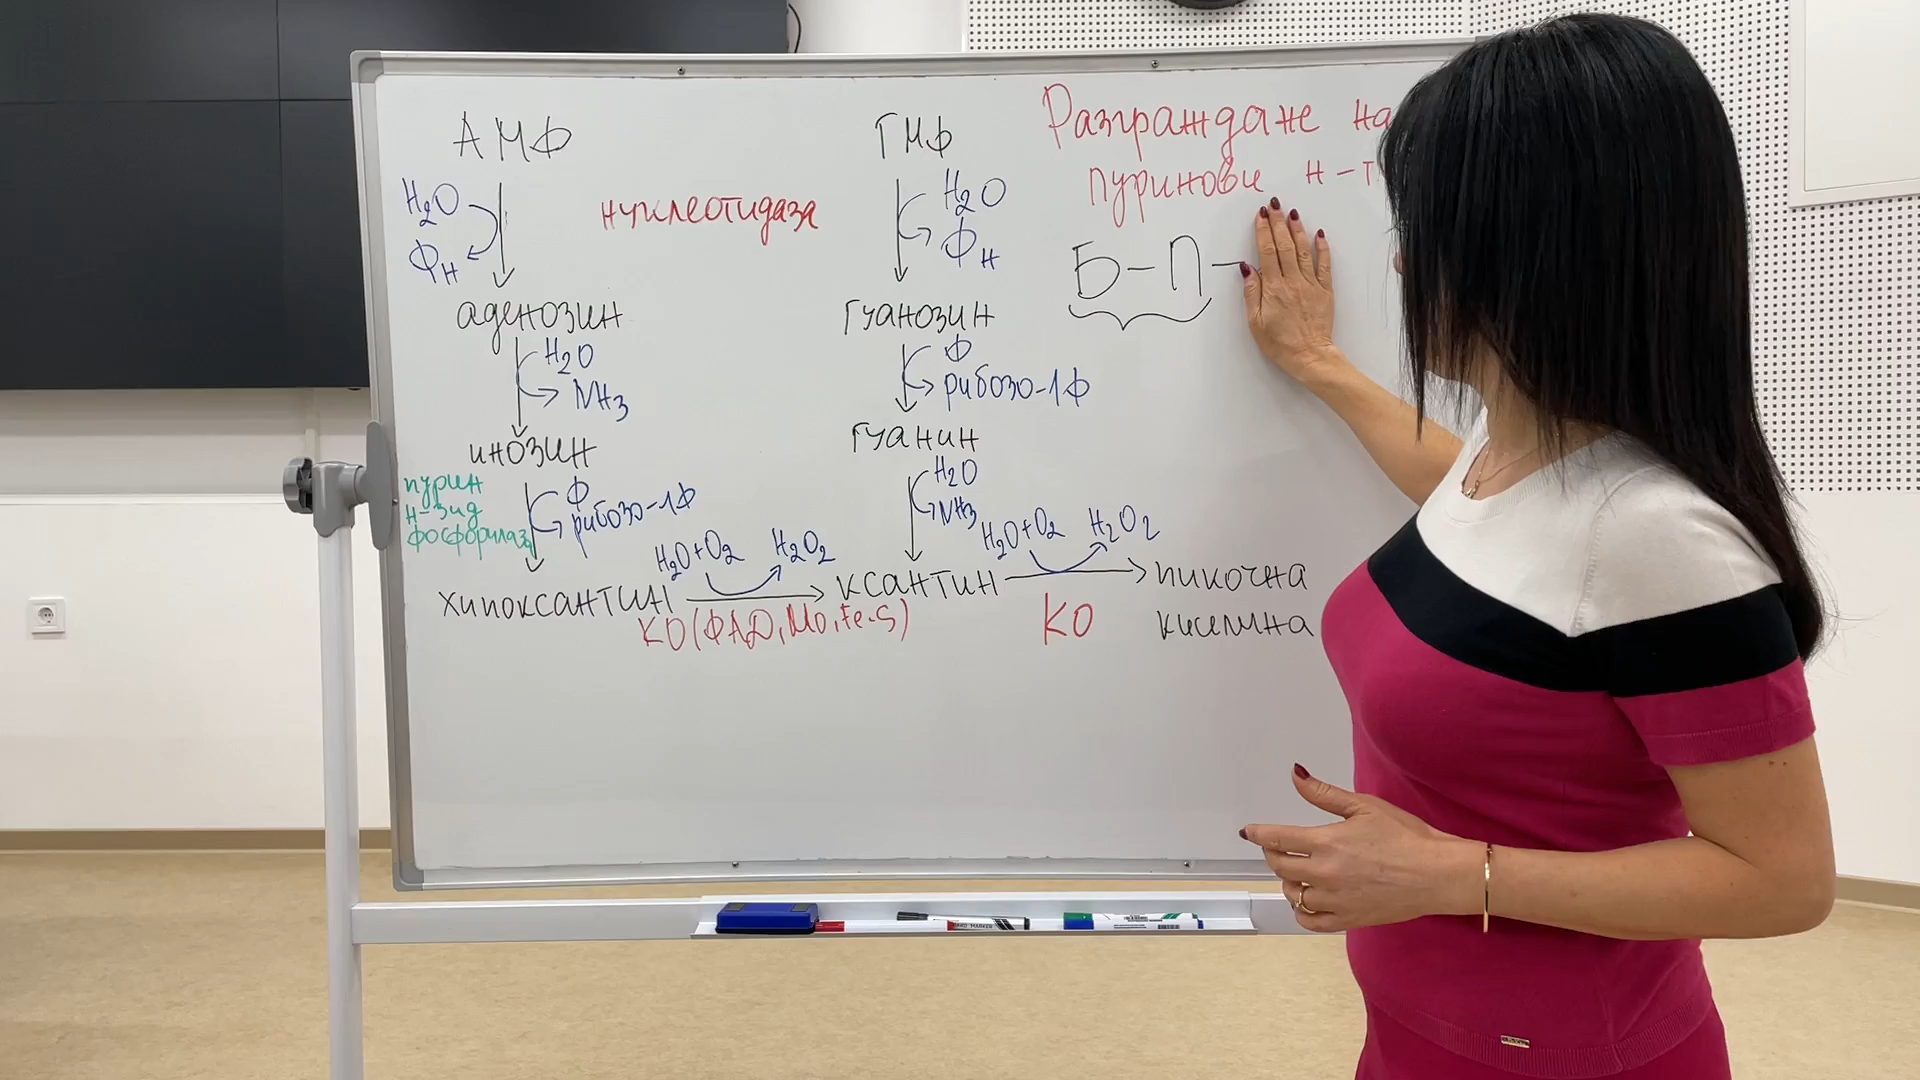 АМФ
H₂O
Фн
нуклеотидаза
аденозин
H₂O
NH₃
инозин
пурин
н-зид
фосфорилаза
Ф
рибозо-1Ф
хипоксантин
H₂O+O₂
H₂O₂
КО(ФАД,Mo,Fe-S)
ГМФ
H₂O
Фн
гуанозин
Ф
рибозо-1Ф
гуанин
H₂O
NH₃
ксантин
H₂O+O₂
H₂O₂
КО
пикочна
киселина
Разграждане на
пуринови н-т
Б-П-